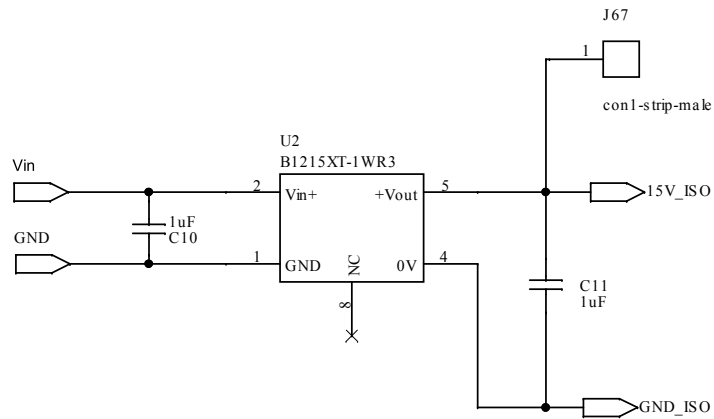 J67
1
con1-strip-male
U2
B1215XT-1WR3
Vin
2
Vin+
+Vout
5
15V_ISO
1uF
C10
GND
1
GND
NC
0V
4
C11
1uF
8
GND_ISO